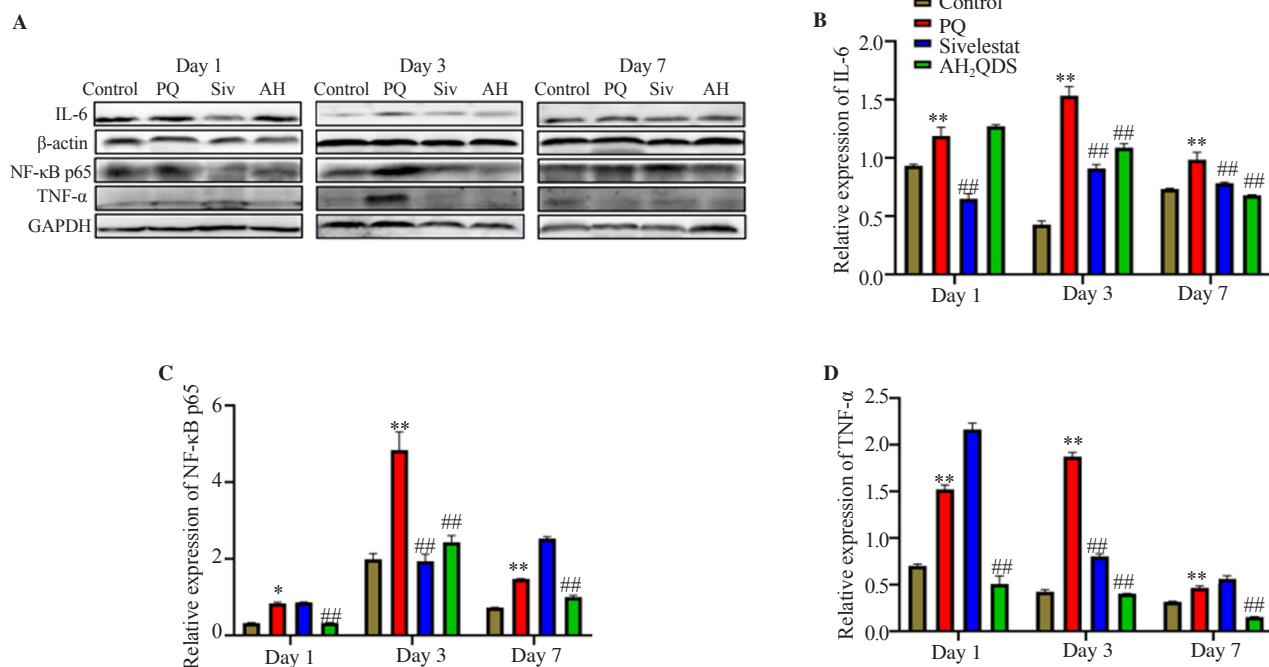 A
Day 1 Day 3 Day 7
Control PQ Siv AH Control PQ Siv AH Control PQ Siv AH
IL-6
β-actin
NF-κB p65
TNF-α
GAPDH
B
Control
PQ
Sivelestat
AH₂QDS
Relative expression of IL-6
2.0
1.5
1.0
0.5
0.0
** ## ** ## ## ** ## ##
Day 1 Day 3 Day 7
C
Relative expression of NF-κB p65
6
4
2
0
* ## ** ## ## ** ##
Day 1 Day 3 Day 7
D
Relative expression of TNF-α
2.5
2.0
1.5
1.0
0.5
0.0
** ## ** ## ## ** ##
Day 1 Day 3 Day 7